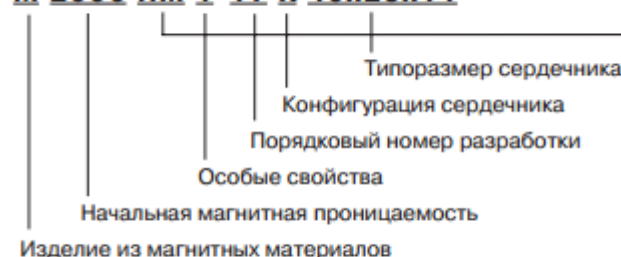 Типоразмер сердечника
Конфигурация сердечника
Порядковый номер разработки
Особые свойства
Начальная магнитная проницаемость
Изделие из магнитных материалов